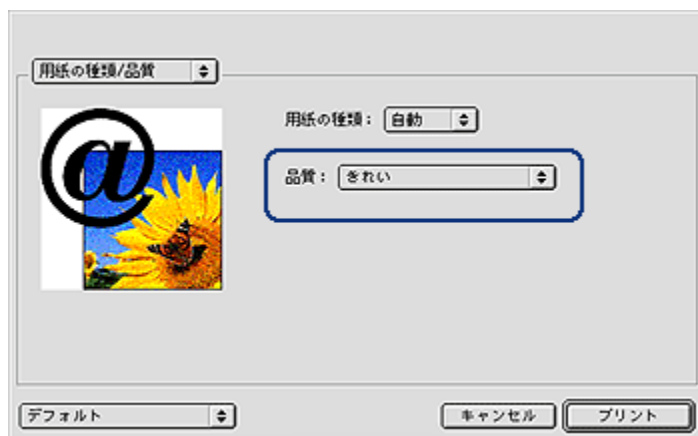 用紙の種類/品質
用紙の種類： 自動
@
品質： きれい
デフォルト
キャンセル プリント